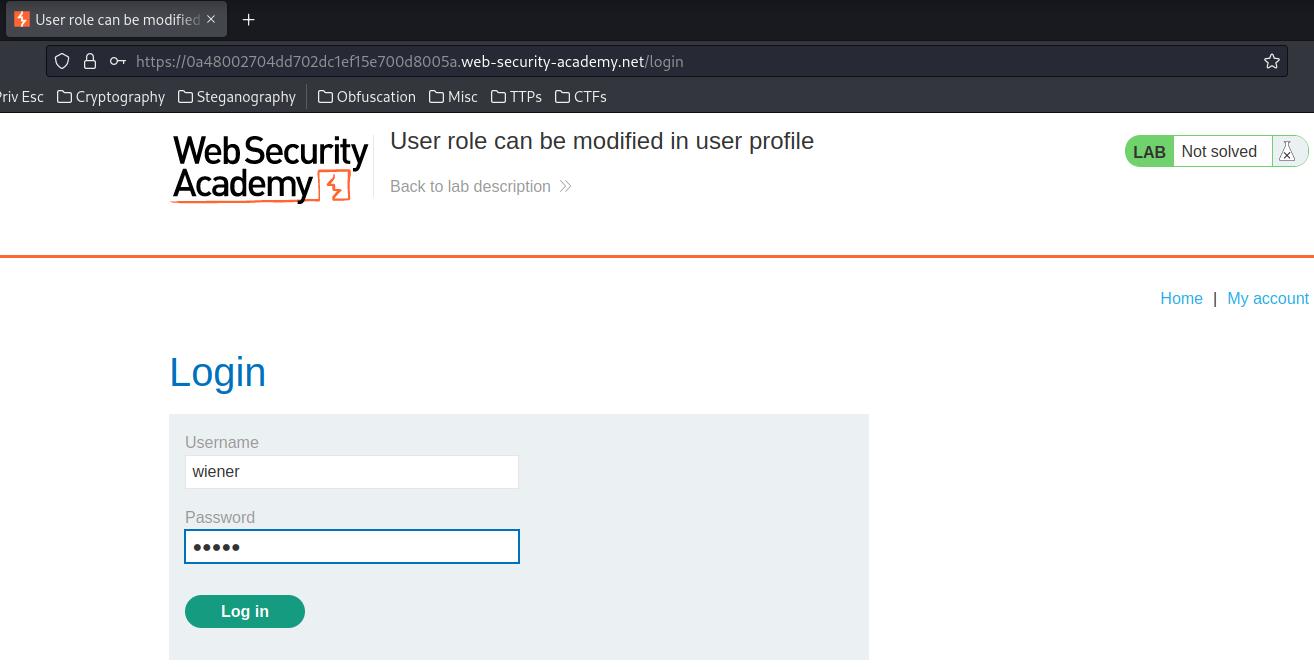 User role can be modified
https://0a48002704dd702dc1ef15e700d8005a.web-security-academy.net/login
Priv Esc Cryptography Steganography Obfuscation Misc TTPs CTFs
Web Security
Academy
User role can be modified in user profile
Back to lab description
LAB Not solved
Home | My account
Login
Username
wiener
Password
•••••
Log in